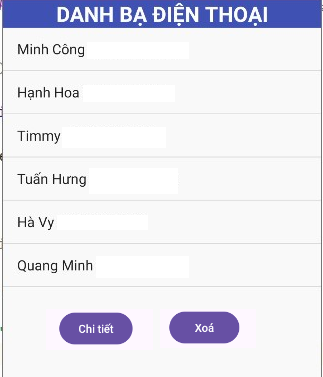 DANH BẠ ĐIỆN THOẠI
Minh Công
Hạnh Hoa
Timmy
Tuấn Hưng
Hà Vy
Quang Minh
Chi tiết Xoá